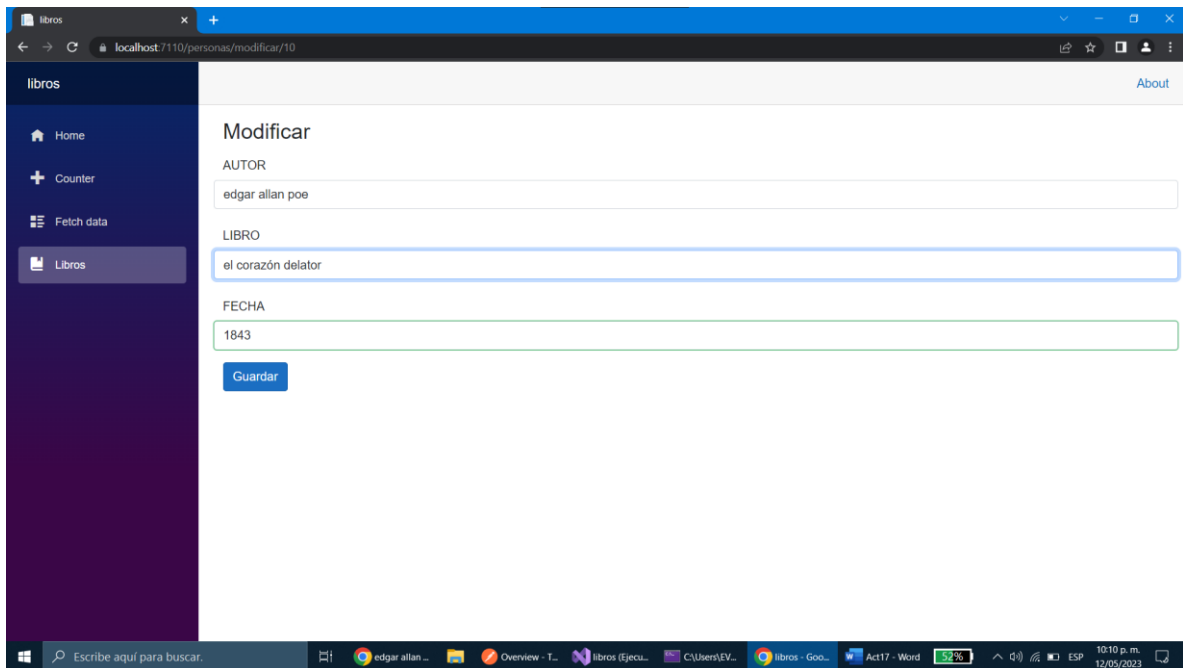 libros
localhost:7110/personas/modificar/10
libros
About
Home
Counter
Fetch data
Libros
Modificar
AUTOR
edgar allan poe
LIBRO
el corazón delator
FECHA
1843
Guardar
Escribe aquí para buscar.
edgar allan ...
Overview - T...
libros (Ejecu...
C:\Users\EV...
libros - Goo...
Act17 - Word
52%
ESP
10:10 p. m.
12/05/2023